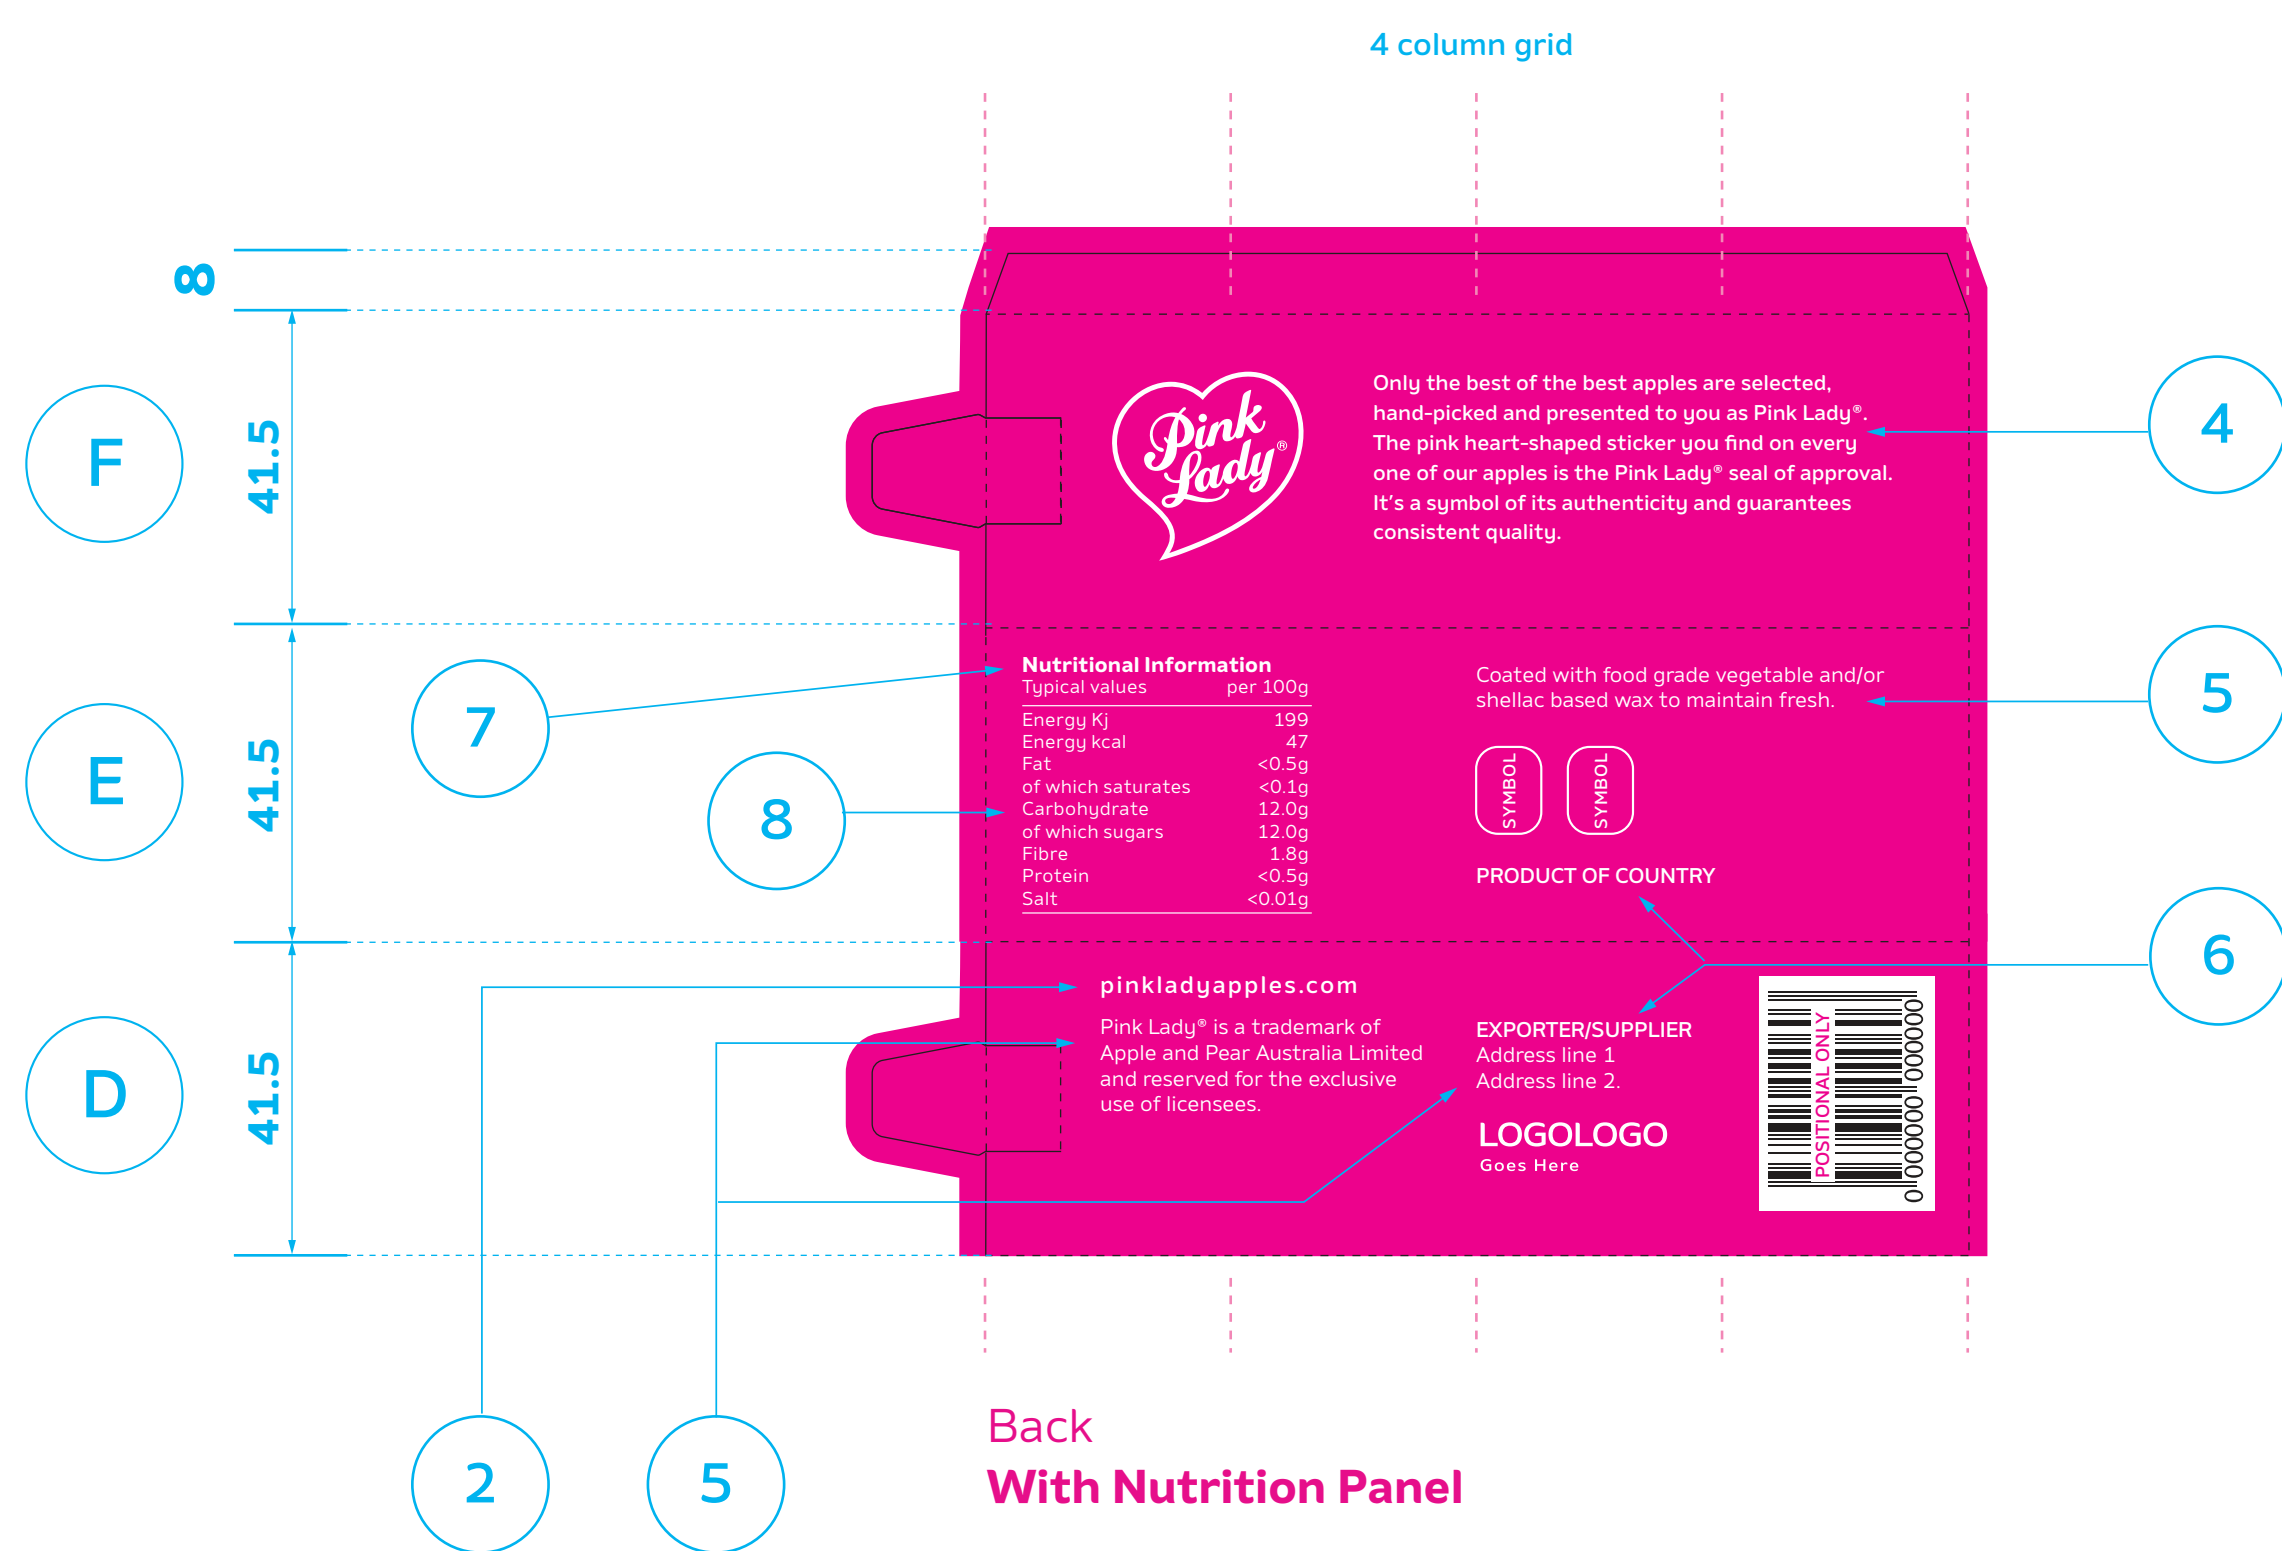 4 column grid
8
F
41.5
Pink
Lady®
Only the best of the best apples are selected,
hand-picked and presented to you as Pink Lady®.
The pink heart-shaped sticker you find on every
one of our apples is the Pink Lady® seal of approval.
It's a symbol of its authenticity and guarantees
consistent quality.
4
E
41.5
7
8
Nutritional Information
Typical values per 100g
Energy Kj 199
Energy kcal 47
Fat <0.5g
of which saturates <0.1g
Carbohydrate 12.0g
of which sugars 12.0g
Fibre 1.8g
Protein <0.5g
Salt <0.01g
Coated with food grade vegetable and/or
shellac based wax to maintain fresh.
SYMBOL
SYMBOL
PRODUCT OF COUNTRY
5
6
D
41.5
pinkladyapples.com
Pink Lady® is a trademark of
Apple and Pear Australia Limited
and reserved for the exclusive
use of licensees.
EXPORTER/SUPPLIER
Address line 1
Address line 2.
LOGOLOGO
Goes Here
POSITIONAL ONLY
0 000000 000000
2
5
Back
With Nutrition Panel